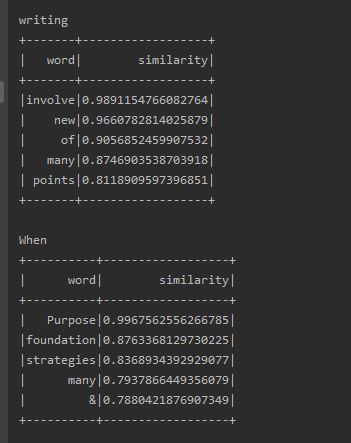 writing
+-------+------------------+
|   word|        similarity|
+-------+------------------+
|involve|0.9891154766082764|
|    new|0.9660782814025879|
|     of|0.9056852459907532|
|   many|0.8746903538703918|
| points|0.8118909597396851|
+-------+------------------+
When
+----------+------------------+
|      word|        similarity|
+----------+------------------+
|   Purpose|0.9967562556266785|
|foundation|0.8763368129730225|
|strategies|0.8368934392929077|
|      many|0.7937866449356079|
|         &|0.7880421876907349|
+----------+------------------+